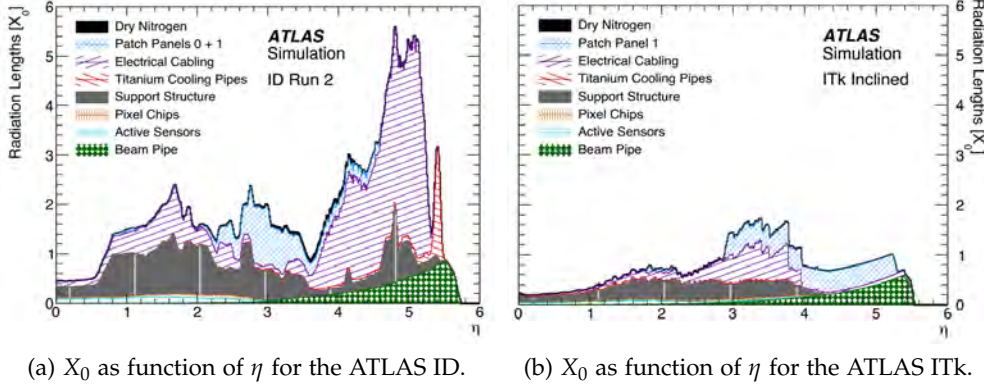 Radiation Lengths [X₀]
6
5
4
3
2
1
0
Dry Nitrogen
Patch Panels 0 + 1
Electrical Cabling
Titanium Cooling Pipes
Support Structure
Pixel Chips
Active Sensors
Beam Pipe
ATLAS
Simulation
ID Run 2
0 1 2 3 4 5 6
η
(a) X₀ as function of η for the ATLAS ID.
Dry Nitrogen
Patch Panel 1
Electrical Cabling
Titanium Cooling Pipes
Support Structure
Pixel Chips
Active Sensors
Beam Pipe
ATLAS
Simulation
ITk Inclined
6
5
4
3
2
1
0
Radiation Lengths [X₀]
0 1 2 3 4 5 6
η
(b) X₀ as function of η for the ATLAS ITk.